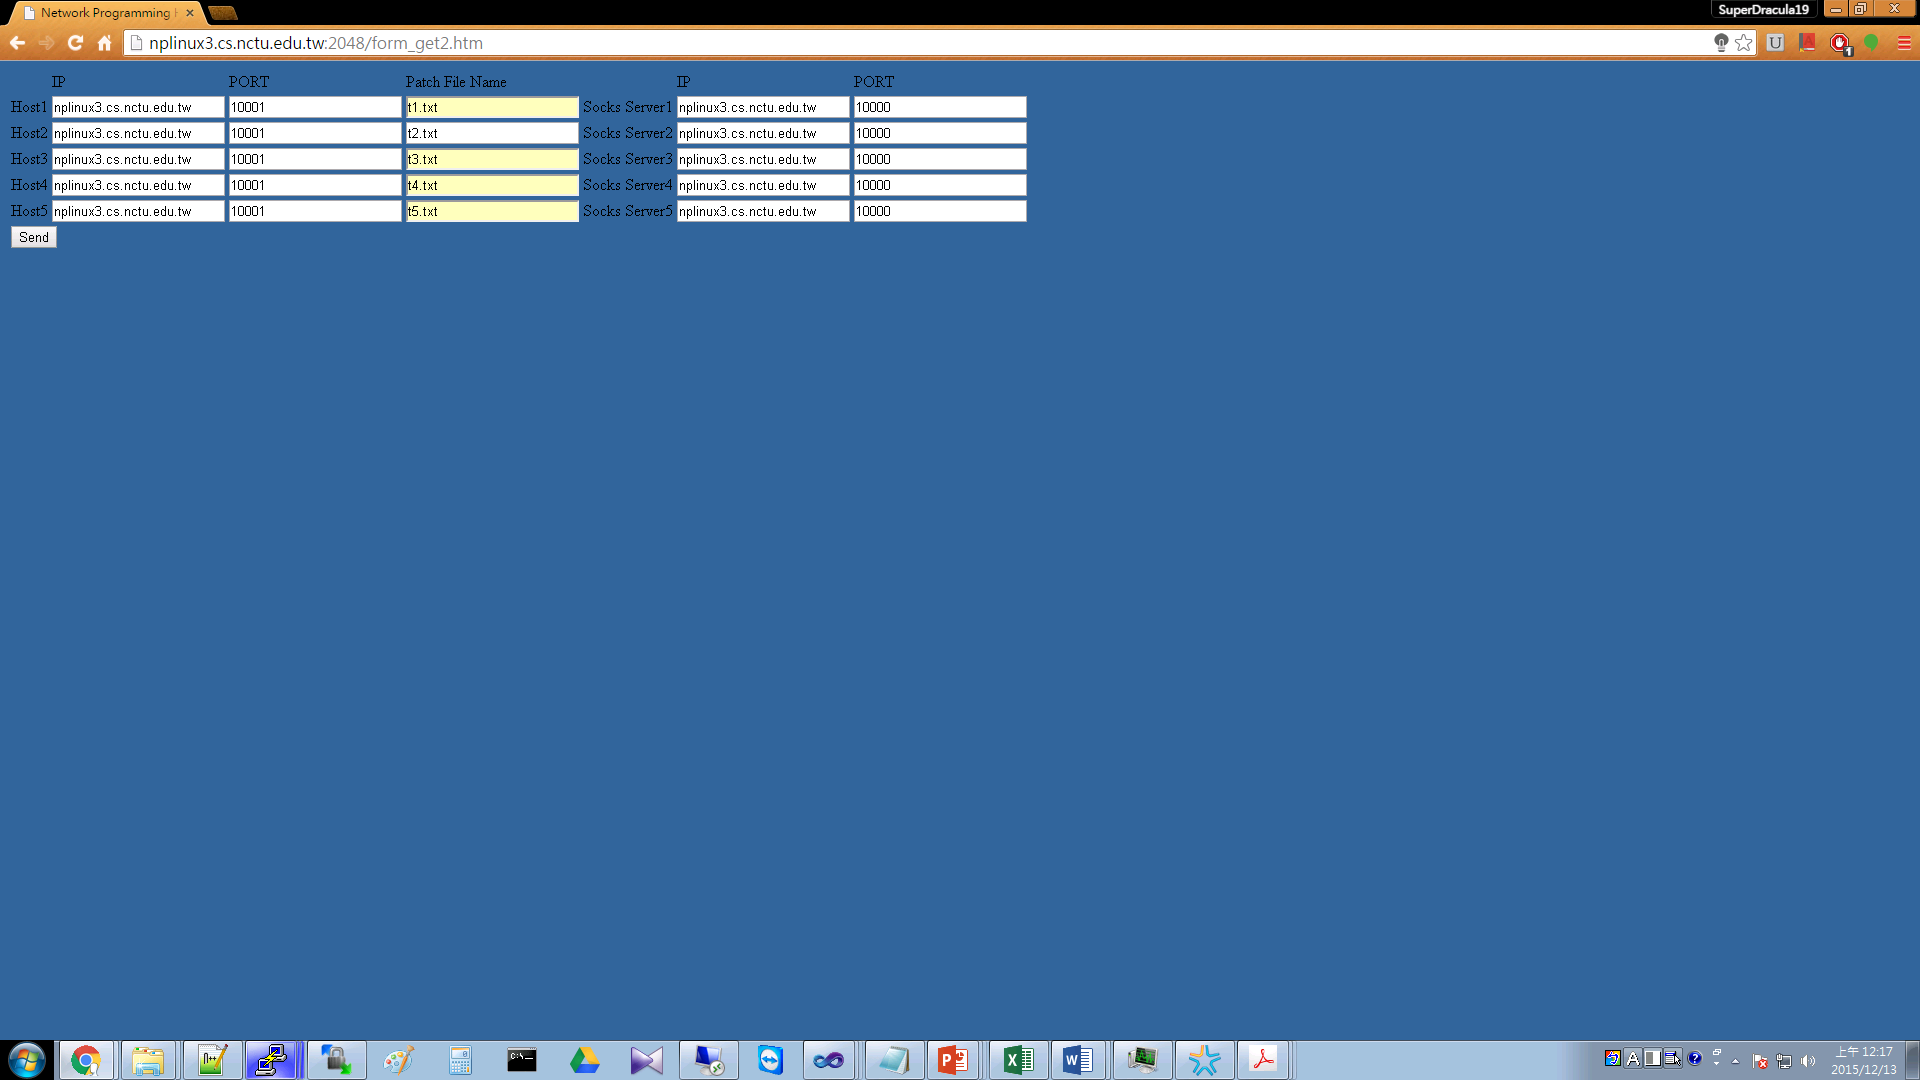 Network Programming
SuperDracula19
nplinux3.cs.nctu.edu.tw:2048/form_get2.htm
IP PORT Patch File Name IP PORT
Host1 nplinux3.cs.nctu.edu.tw 10001 t1.txt Socks Server1 nplinux3.cs.nctu.edu.tw 10000
Host2 nplinux3.cs.nctu.edu.tw 10001 t2.txt Socks Server2 nplinux3.cs.nctu.edu.tw 10000
Host3 nplinux3.cs.nctu.edu.tw 10001 t3.txt Socks Server3 nplinux3.cs.nctu.edu.tw 10000
Host4 nplinux3.cs.nctu.edu.tw 10001 t4.txt Socks Server4 nplinux3.cs.nctu.edu.tw 10000
Host5 nplinux3.cs.nctu.edu.tw 10001 t5.txt Socks Server5 nplinux3.cs.nctu.edu.tw 10000
Send
上午 12:17
2015/12/13